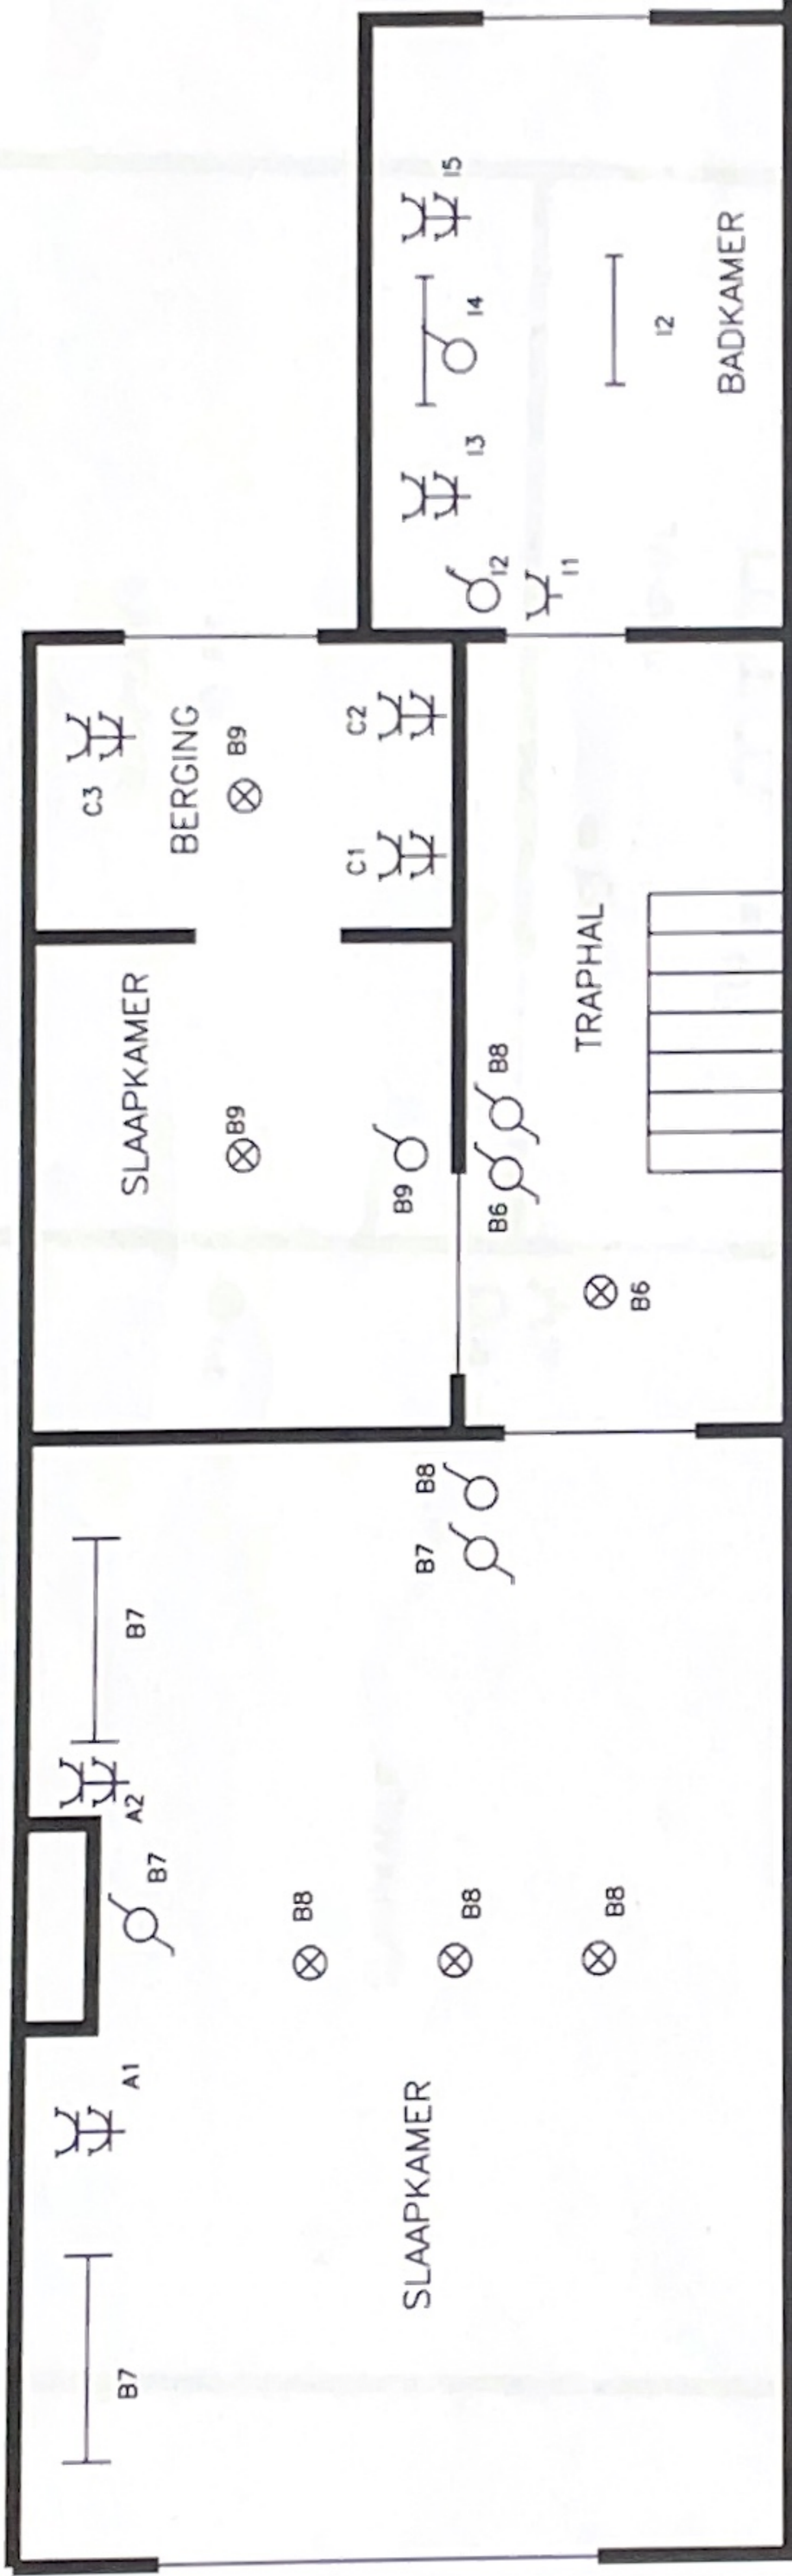 I5
I4
I2
BADKAMER
I3
I2
I1
C3
BERGING
B9
C2
C1
SLAAPKAMER
B9
B9
TRAPHAL
B8
B6
B6
B7
B8
B7
A2
B7
B8
B8
B8
A1
SLAAPKAMER
B7